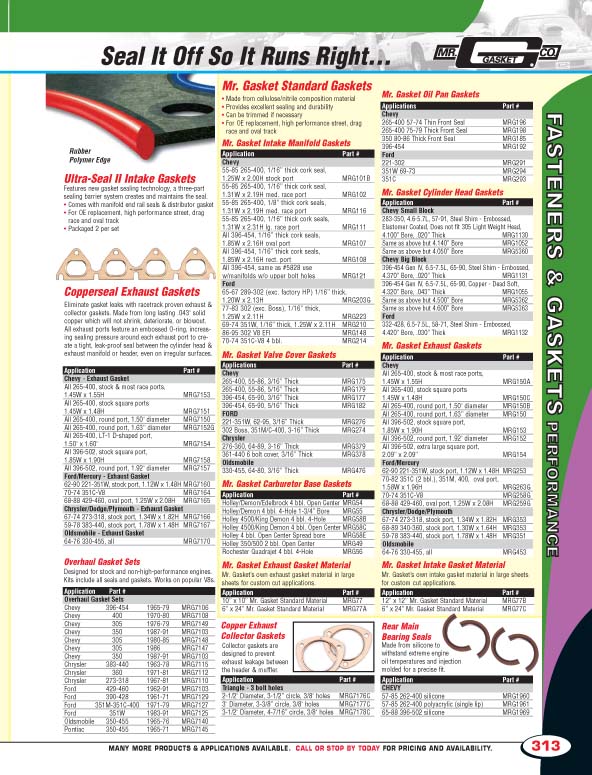 Seal It Off So It Runs Right...
MR. GASKET CO.
Rubber
Polymer Edge
Ultra-Seal II Intake Gaskets
Features new gasket sealing technology, a three-part
sealing barrier system creates and maintains the seal.
• Comes with manifold end rail seals & distributor gasket
• For OE replacement, high performance street, drag
race and oval track
• Packaged 2 per set
Copperseal Exhaust Gaskets
Eliminate gasket leaks with racetrack proven exhaust &
collector gaskets. Made from long lasting .043" solid
copper which will not shrink, deteriorate, or blowout.
All exhaust ports feature an embossed O-ring, increas-
ing sealing pressure around each exhaust port to cre-
ate a tight, leak-proof seal between the cylinder head &
exhaust manifold or header, even on irregular surfaces.
Application Part #
Chevy - Exhaust Gasket
All 265-400, stock & most race ports,
1.45W x 1.55H MRG7153
All 265-400, stock square ports
1.45W x 1.48H MRG7151
All 265-400, round port, 1.50" diameter MRG7150
All 265-400, round port, 1.63" diameter MRG7152G
All 265-400, LT-1 D-shaped port,
1.50' x 1.60' MRG7154
All 396-502, stock square port,
1.85W x 1.90H MRG7158
All 396-502, round port, 1.92" diameter MRG7157
Ford/Mercury - Exhaust Gasket
62-90 221-351W, stock port, 1.12W x 1.48H MRG7160
70-74 351C-V8 MRG7164
68-88 429-460, oval port, 1.25W x 2.08H MRG7165
Chrysler/Dodge/Plymouth - Exhaust Gasket
67-74 273-318, stock port, 1.34W x 1.82H MRG7166
59-78 383-440, stock port, 1.78W x 1.48H MRG7167
Oldsmobile - Exhaust Gasket
64-76 330-455, all MRG7170
Overhaul Gasket Sets
Designed for stock and non-high-performance engines.
Kits include all seals and gaskets. Works on popular V8s.
Application Part #
Overhaul Gasket Sets
Chevy 396-454 1965-79 MRG7106
Chevy 400 1970-80 MRG7108
Chevy 305 1976-79 MRG7149
Chevy 350 1987-91 MRG7103
Chevy 305 1980-85 MRG7148
Chevy 305 1986 MRG7147
Chevy 350 1987-91 MRG7103
Chrysler 383-440 1963-78 MRG7115
Chrysler 360 1971-81 MRG7112
Chrysler 273-318 1967-81 MRG7110
Ford 429-460 1962-91 MRG7103
Ford 390-428 1961-71 MRG7129
Ford 351M-351C-400 1971-79 MRG7127
Ford 351W 1983-91 MRG7125
Oldsmobile 350-455 1965-76 MRG7140
Pontiac 350-455 1965-71 MRG7145
Mr. Gasket Standard Gaskets
• Made from cellulose/nitrile composition material
• Provides excellent sealing and durability
• Can be trimmed if necessary
• For OE replacement, high performance street, drag
race and oval track
Mr. Gasket Intake Manifold Gaskets
Application Part #
Chevy
55-85 265-400, 1/16" thick cork seal,
1.25W x 2.00H stock port MRG101B
55-85 265-400, 1/16" thick cork seal,
1.31W x 2.19H med. race port MRG102
55-85 265-400, 1/8" thick cork seals,
1.31W x 2.19H med. race port MRG116
55-85 265-400, 1/16" thick cork seals,
1.31W x 2.31H lg. race port MRG111
All 396-454, 1/16" thick cork seals,
1.85W x 2.16H oval port MRG107
All 396-454, 1/16" thick cork seals,
1.85W x 2.16H rect. port MRG108
All 396-454, same as #5828 use
w/manifolds w/o upper bolt holes MRG121
Ford
65-67 289-302 (exc. factory HP) 1/16" thick,
1.20W x 2.13H MRG203G
77-83 302 (exc. Boss), 1/16" thick,
1.25W x 2.11H MRG223
69-74 351W, 1/16" thick, 1.25W x 2.11H MRG210
86-95 302 V8 EFI MRG148
70-74 351C-V8 4 bbl. MRG214
Mr. Gasket Valve Cover Gaskets
Applications Part #
Chevy
265-400, 55-86, 3/16" Thick MRG175
265-400, 55-86, 5/16" Thick MRG179
396-454, 65-90, 3/16" Thick MRG177
396-454, 65-90, 5/16" Thick MRG182
FORD
221-351W, 62-95, 3/16" Thick MRG276
302 Boss, 351M/C-400, 3-16" Thick MRG274
Chrysler
276-360, 64-89, 3-16" Thick MRG379
361-440 6 bolt cover, 3/16" Thick MRG378
Oldsmobile
330-455, 64-80, 3/16" Thick MRG476
Mr. Gasket Carburetor Base Gaskets
Application Part #
Holley/Demon/Edelbrock 4 bbl. Open Center MRG54
Holley/Demon 4 bbl. 4-Hole 1-3/4" Bore MRG55
Holley 4500/King Demon 4 bbl. 4-Hole MRG58B
Holley 4500/King Demon 4 bbl. Open Center MRG58C
Holley 4 bbl. Open Center Spread bore MRG58E
Holley 350/500 2 bbl. Open Center MRG49
Rochester Quadrajet 4 bbl. 4-Hole MRG56
Mr. Gasket Exhaust Gasket Material
Mr. Gasket's own exhaust gasket material in large
sheets for custom cut applications.
Application Part #
10" x 10" Mr. Gasket Standard Material MRG77
6" x 24" Mr. Gasket Standard Material MRG77A
Copper Exhaust
Collector Gaskets
Collector gaskets are
designed to prevent
exhaust leakage between
the header & muffler.
Application Part #
Triangle - 3 bolt holes
2-1/2' Diameter, 3-1/2" circle, 3/8' holes MRG7176C
3' Diameter, 3-3/8" circle, 3/8' holes MRG7177C
3-1/2' Diameter, 4-7/16" circle, 3/8' holes MRG7178C
Mr. Gasket Oil Pan Gaskets
Applications Part #
Chevy
265-400 57-74 Thin Front Seal MRG196
265-400 75-79 Thick Front Seal MRG198
350 80-86 Thick Front Seal MRG185
396-454 MRG192
Ford
221-302 MRG291
351W 69-73 MRG294
351C MRG293
Mr. Gasket Cylinder Head Gaskets
Application Part #
Chevy Small Block
283-350, 4.6-5.7L, 57-91, Steel Shim - Embossed,
Elastomer Coated, Does not fit 305 Light Weight Head,
4.100" Bore, .020" Thick MRG1130
Same as above but 4.140" Bore MRG1052
Same as above but 4.050" Bore MRG5360
Chevy Big Block
396-454 Gen IV, 6.5-7.5L, 65-90, Steel Shim - Embossed,
4.370" Bore, .020" Thick MRG1131
396-454 Gen IV, 6.5-7.5L, 65-90, Copper - Dead Soft,
4.320" Bore, .043" Thick MRG1055
Same as above but 4.500" Bore MRG5362
Same as above but 4.600" Bore MRG5363
Ford
332-428, 6.5-7.5L, 58-71, Steel Shim - Embossed,
4.420" Bore, .030" Thick MRG1132
Mr. Gasket Exhaust Gaskets
Application Part #
Chevy
All 265-400, stock & most race ports,
1.45W x 1.55H MRG150A
All 265-400, stock square ports
1.45W x 1.48H MRG150C
All 265-400, round port, 1.50" diameter MRG150B
All 265-400, round port, 1.63" diameter MRG150
All 396-502, stock square port,
1.85W x 1.90H MRG153
All 396-502, round port, 1.92" diameter MRG152
All 396-502, extra large square port,
2.09" x 2.09" MRG154
Ford/Mercury
62-90 221-351W, stock port, 1.12W x 1.48H MRG253
70-82 351C (2 bbl.), 351M, 400, oval port,
1.58W x 1.96H MRG263G
70-74 351C-V8 MRG258G
68-88 429-460, oval port, 1.25W x 2.08H MRG259G
Chrysler/Dodge/Plymouth
67-74 273-318, stock port, 1.34W x 1.82H MRG353
68-89 340-360, stock port, 1.30W x 1.64H MRG353
59-78 383-440, stock port, 1.78W x 1.48H MRG351
Oldsmobile
64-76 330-455, all MRG453
Mr. Gasket Intake Gasket Material
Mr. Gasket's own intake gasket material in large sheets
for custom cut applications.
Application Part #
12" x 12" Mr. Gasket Standard Material MRG77B
6" x 24" Mr. Gasket Standard Material MRG77C
Rear Main
Bearing Seals
Made from silicone to
withstand extreme engine
oil temperatures and injection
molded for a precise fit.
Application Part #
CHEVY
57-85 262-400 silicone MRG1960
57-85 262-400 polyacrylic (single lip) MRG1961
65-88 396-502 silicone MRG1969
FASTENERS & GASKETS PERFORMANCE
MANY MORE PRODUCTS & APPLICATIONS AVAILABLE. CALL OR STOP BY TODAY FOR PRICING AND AVAILABILITY.
313